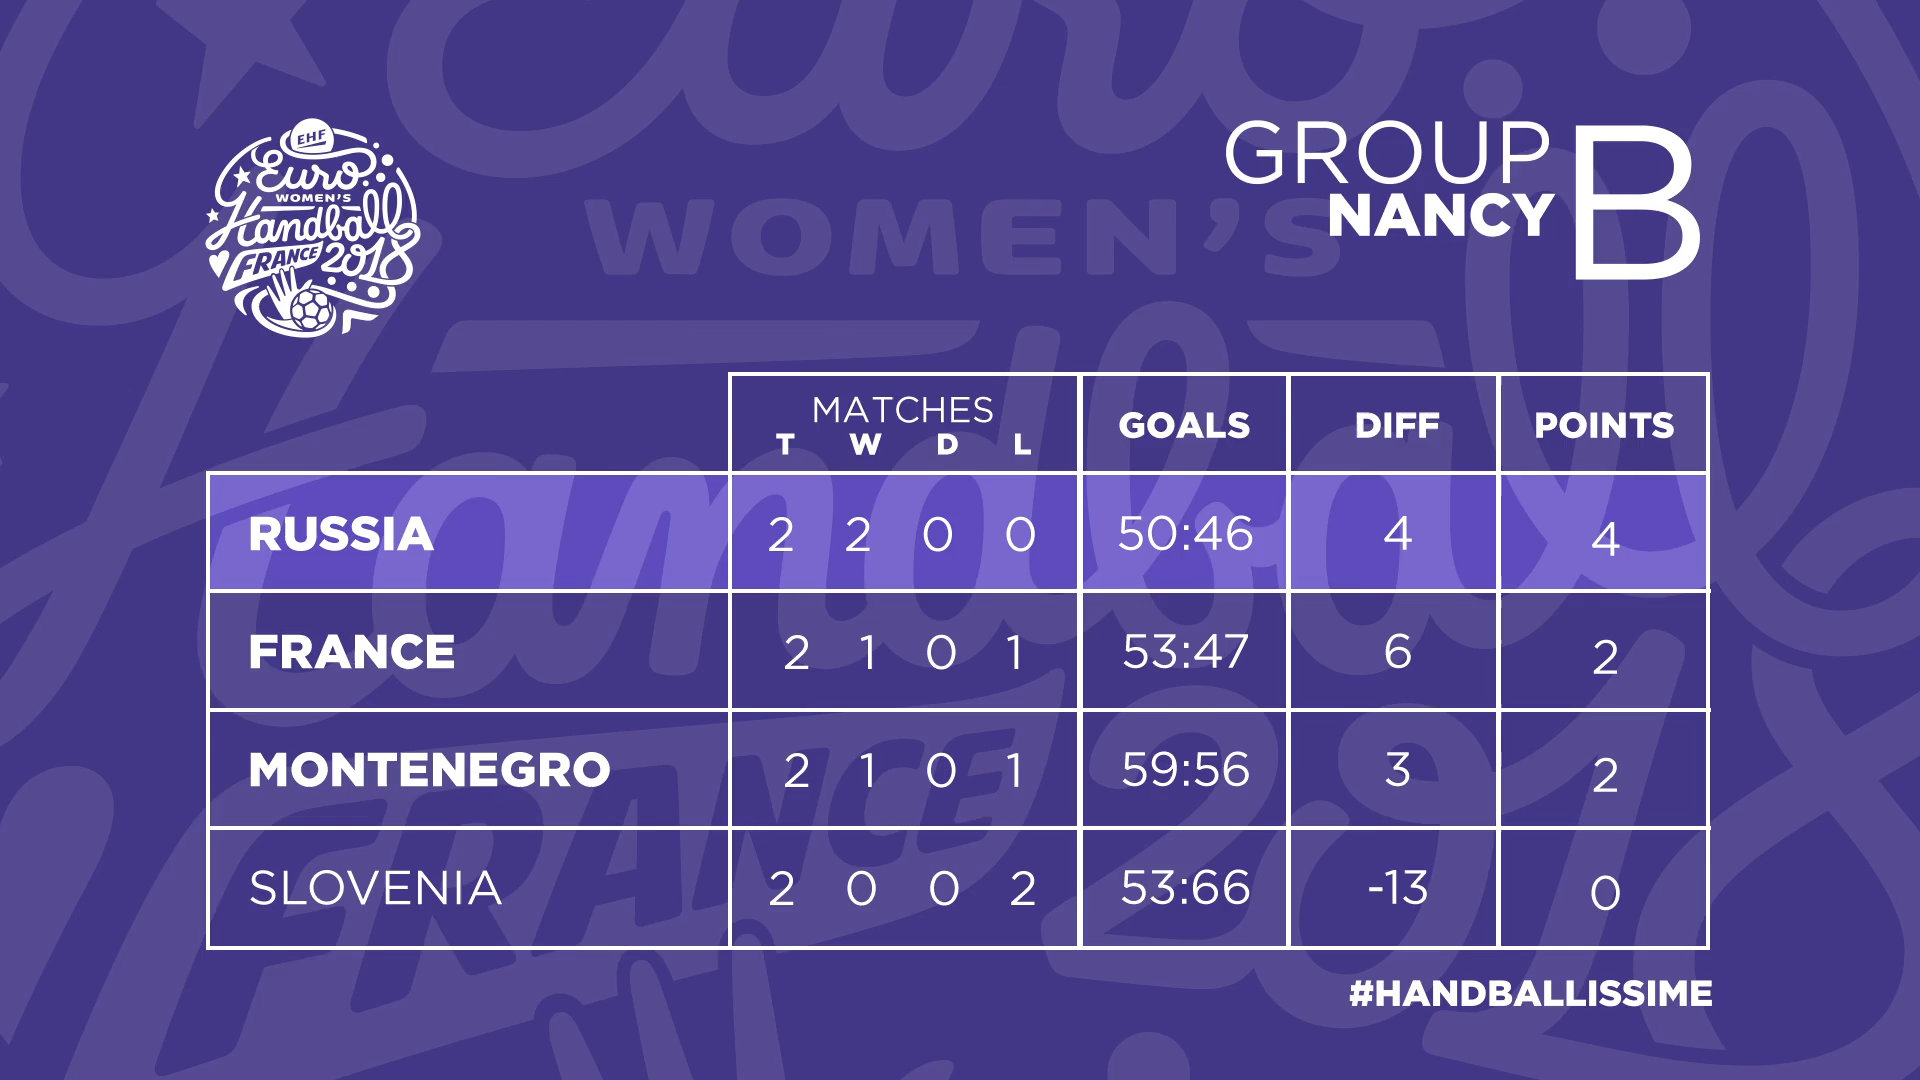 EHF
Euro
WOMEN'S
Handball
FRANCE 2018
GROUP B
NANCY
WOMEN'S
MATCHES
T W D L GOALS DIFF POINTS
RUSSIA 2 2 0 0 50:46 4 4
FRANCE 2 1 0 1 53:47 6 2
MONTENEGRO 2 1 0 1 59:56 3 2
SLOVENIA 2 0 0 2 53:66 -13 0
#HANDBALLISSIME